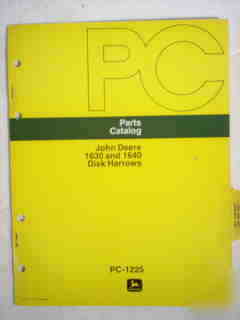 PC
Parts
Catalog
John Deere
1630 and 1640
Disk Harrows
PC-1225